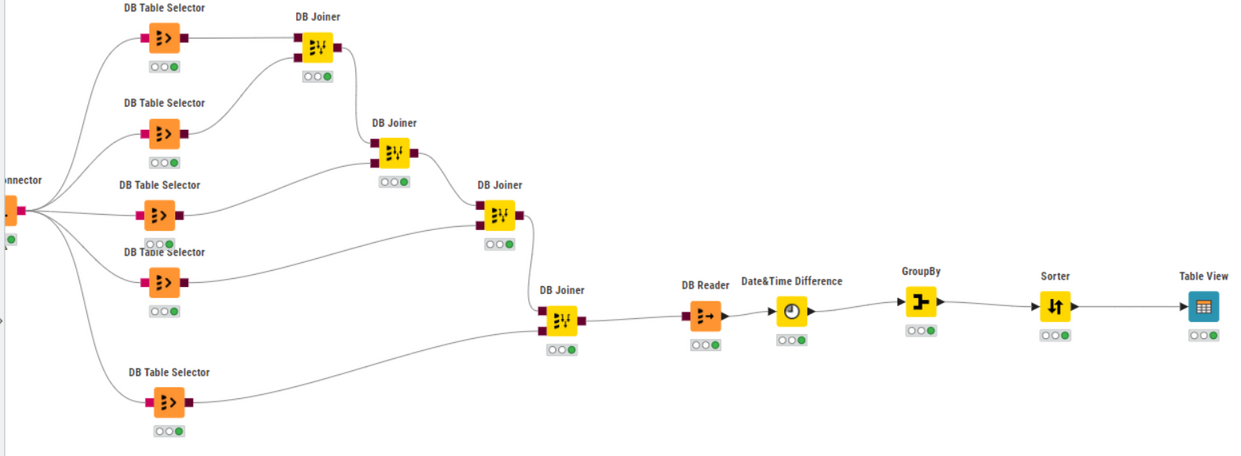 DB Table Selector
DB Joiner
DB Table Selector
DB Joiner
onnector
DB Table Selector
DB Joiner
DB Table Selector
DB Joiner
DB Reader
Date&Time Difference
GroupBy
Sorter
Table View
DB Table Selector